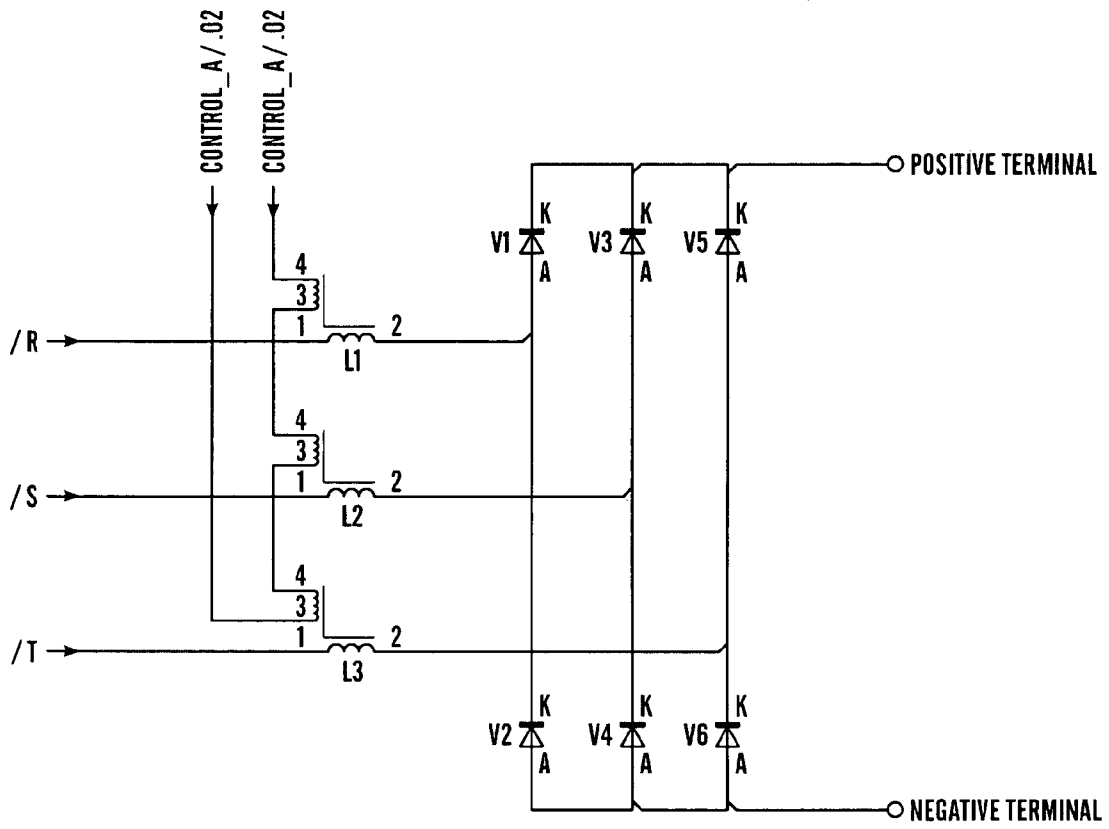 CONTROL_A/.02
CONTROL_A/.02
POSITIVE TERMINAL
K
K
K
V1
V3
V5
A
A
A
4
3
1
2
/R
L1
4
3
1
2
/S
L2
4
3
1
2
/T
L3
K
K
K
V2
V4
V6
A
A
A
NEGATIVE TERMINAL